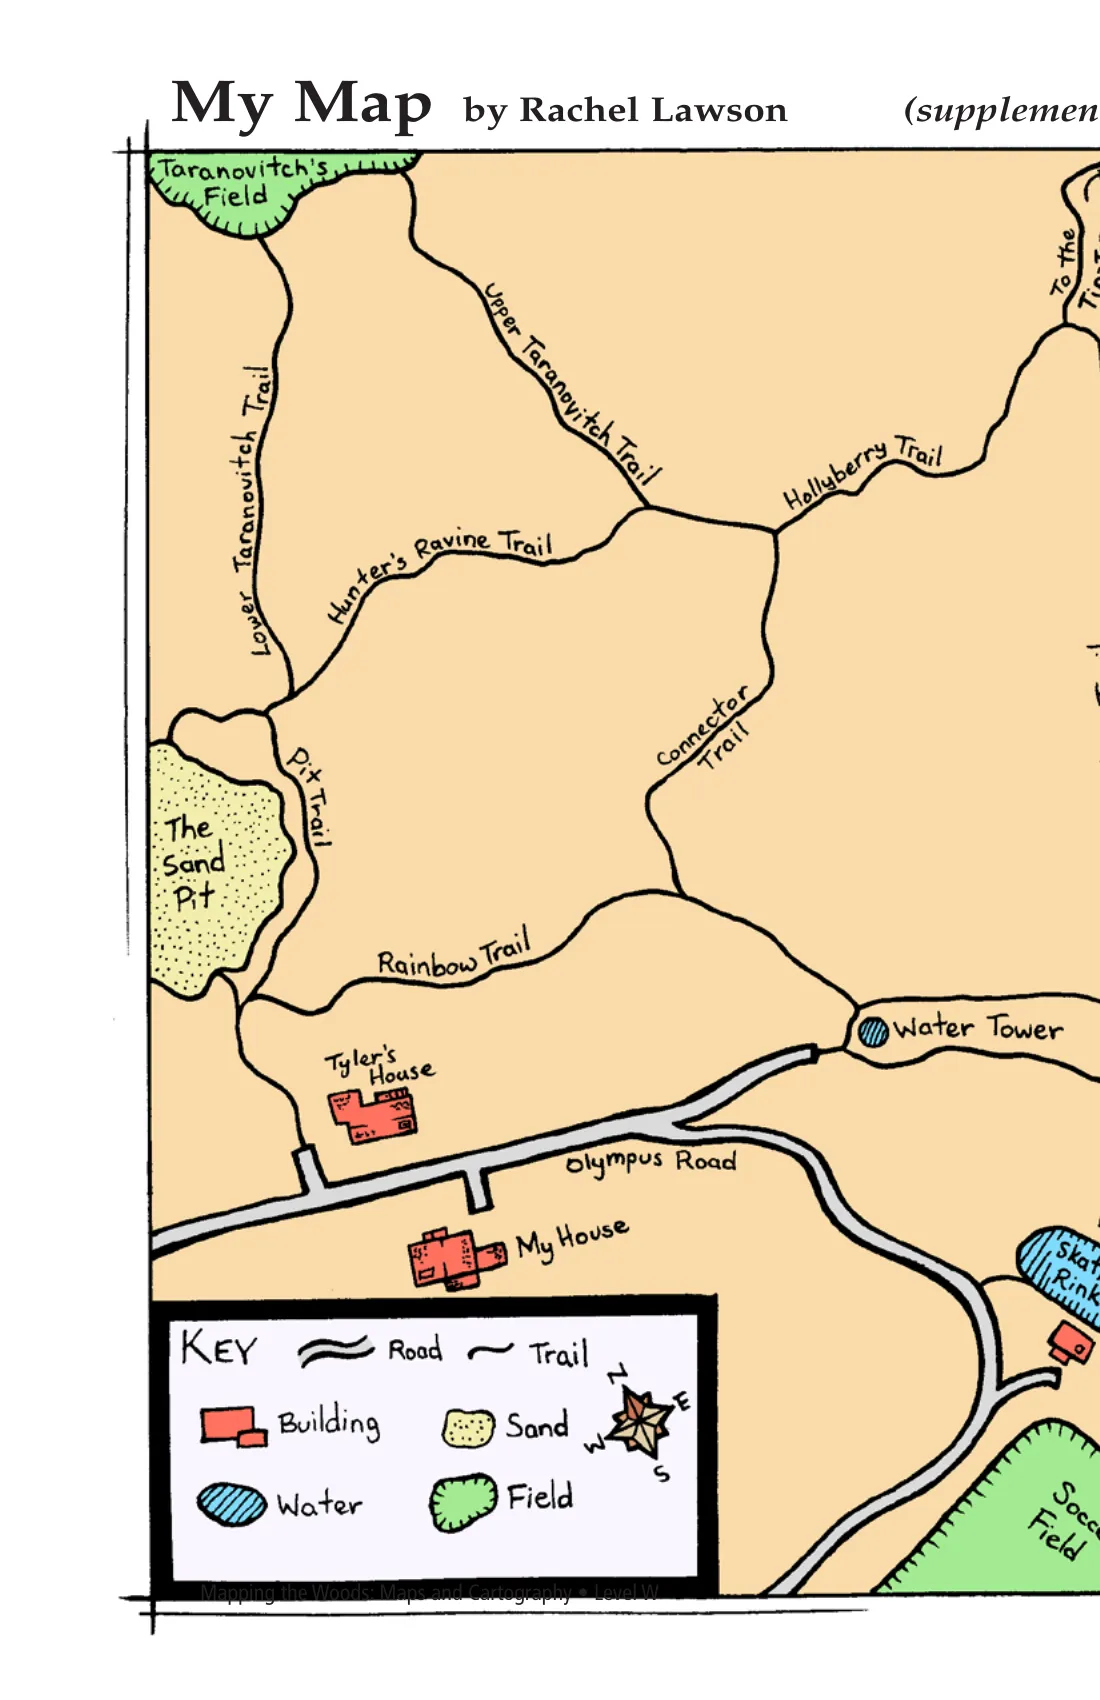 My Map by Rachel Lawson (supplemen
Taranovitch's
Field
To the
Upper Taranovitch Trail
Lower Taranovitch Trail
Hollyberry Trail
Hunter's Ravine Trail
Connector
Trail
Pit Trail
The
Sand
Pit
Rainbow Trail
Water Tower
Tyler's
House
Olympus Road
My House
Rink
KEY
Road
Trail
Building
Sand
N
E
W
S
Water
Field
Field
Mapping the Woods: Maps and Cartography • Level W